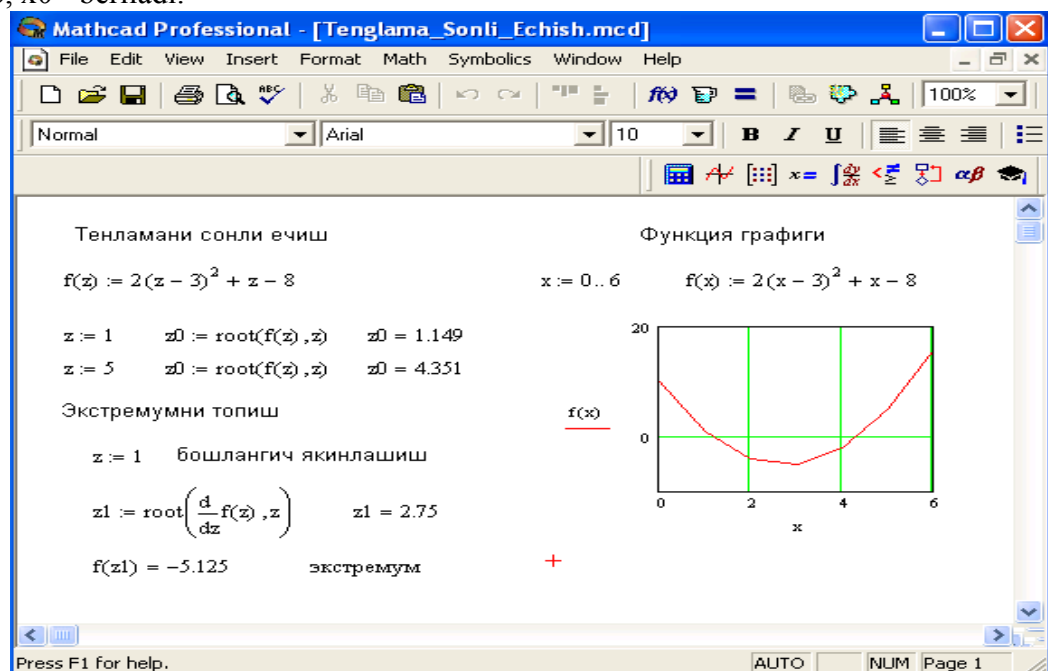 Mathcad Professional - [Tenglama_Sonli_Echish.mcd]
File Edit View Insert Format Math Symbolics Window Help
100%
Normal Arial 10 B I U
Тенламани сонли ечиш
Функция графиги
f(z) := 2(z − 3)² + z − 8
x := 0.. 6 f(x) := 2(x − 3)² + x − 8
z := 1 z0 := root(f(z) ,z) z0 = 1.149
z := 5 z0 := root(f(z) ,z) z0 = 4.351
Экстремумни топиш
z := 1 бошлангич якинлашиш
z1 := root(d/dz f(z) ,z) z1 = 2.75
f(z1) = −5.125 экстремум
20
f(x)
0
0 2 4 6
x
Press F1 for help.
AUTO NUM Page 1